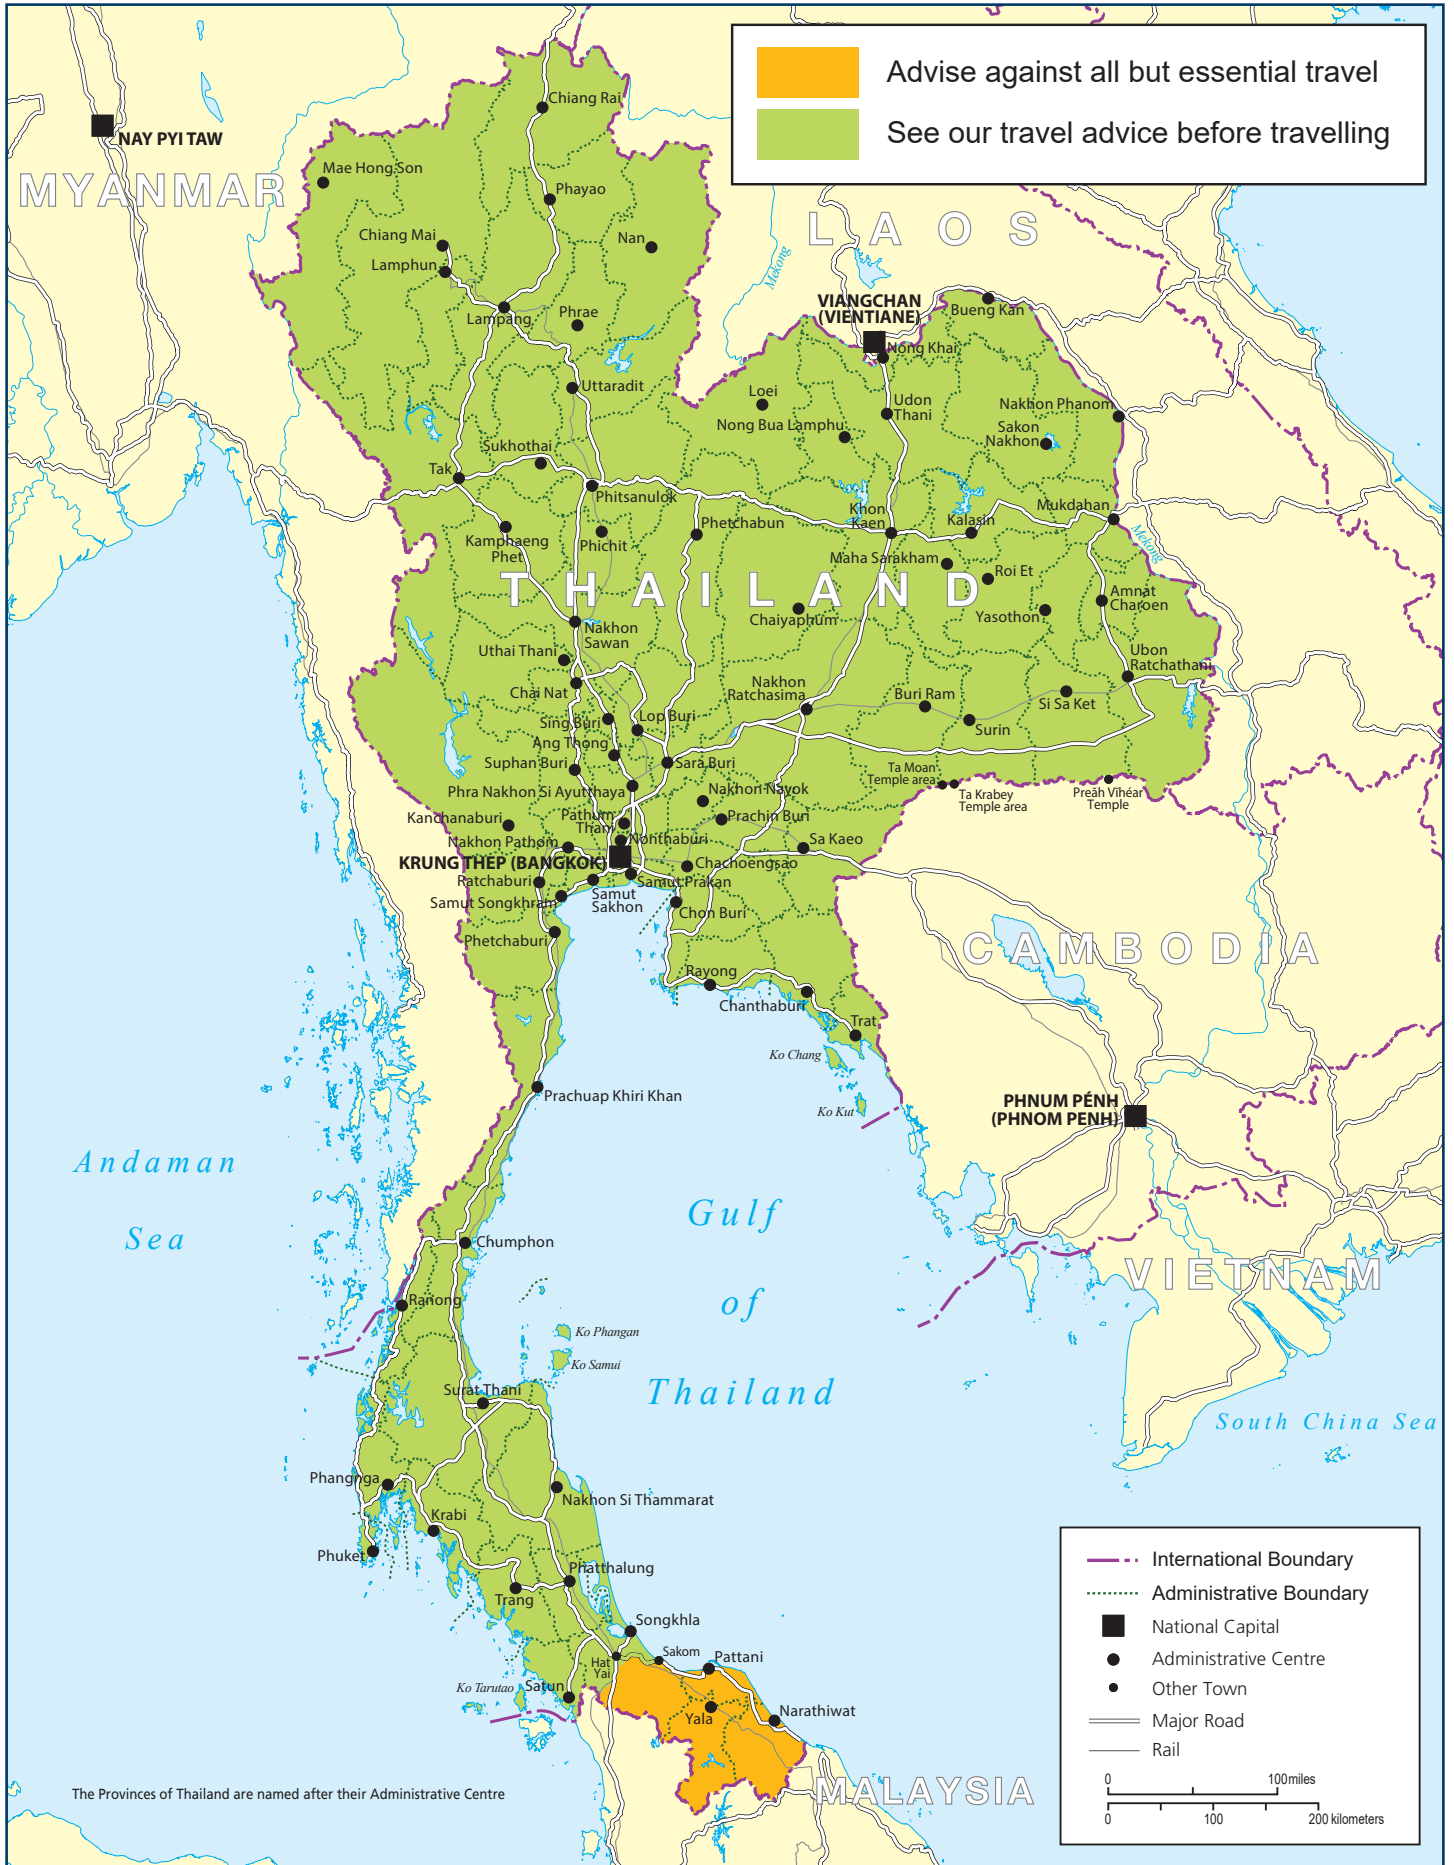 Advise against all but essential travel
See our travel advice before travelling
NAY PYI TAW
MYANMAR
LAOS
Mekong
VIANGCHAN
(VIENTIANE)
Chiang Rai
Mae Hong Son
Phayao
Chiang Mai
Nan
Lamphun
Lampang
Phrae
Bueng Kan
Nong Khai
Uttaradit
Loei
Udon
Thani
Nakhon Phanom
Nong Bua Lamphu
Sakon
Nakhon
Sukhothai
Tak
Phitsanulok
Phetchabun
Khon
Kaen
Kalasin
Mukdahan
Mekong
Kamphaeng
Phet
Phichit
Maha Sarakham
Roi Et
THAILAND
Chaiyaphum
Yasothon
Amnat
Charoen
Nakhon
Sawan
Uthai Thani
Ubon
Ratchathani
Chai Nat
Nakhon
Ratchasima
Buri Ram
Si Sa Ket
Surin
Sing Buri
Lop Buri
Ang Thong
Suphan Buri
Sara Buri
Ta Moan
Temple area
Ta Krabey
Temple area
Preăh Vihéar
Temple
Phra Nakhon Si Ayutthaya
Nakhon Nayok
Kanchanaburi
Pathum
Thani
Prachin Buri
Nakhon Pathom
Nonthaburi
Sa Kaeo
KRUNG THEP (BANGKOK)
Chachoengsao
Ratchaburi
Samut Prakan
Samut Songkhram
Samut
Sakhon
Chon Buri
Phetchaburi
CAMBODIA
Rayong
Chanthaburi
Trat
Ko Chang
Ko Kut
Prachuap Khiri Khan
PHNUM PÉNH
(PHNOM PENH)
Andaman
Sea
Gulf
of
Thailand
Chumphon
VIETNAM
Ranong
Ko Phangan
Ko Samui
Surat Thani
South China Sea
Phangnga
Nakhon Si Thammarat
Krabi
Phuket
Phatthalung
Trang
Songkhla
Sakom
Pattani
Hat
Yai
Ko Tarutao
Satun
Yala
Narathiwat
MALAYSIA
The Provinces of Thailand are named after their Administrative Centre
International Boundary
Administrative Boundary
National Capital
Administrative Centre
Other Town
Major Road
Rail
0 100 miles
0 100 200 kilometers